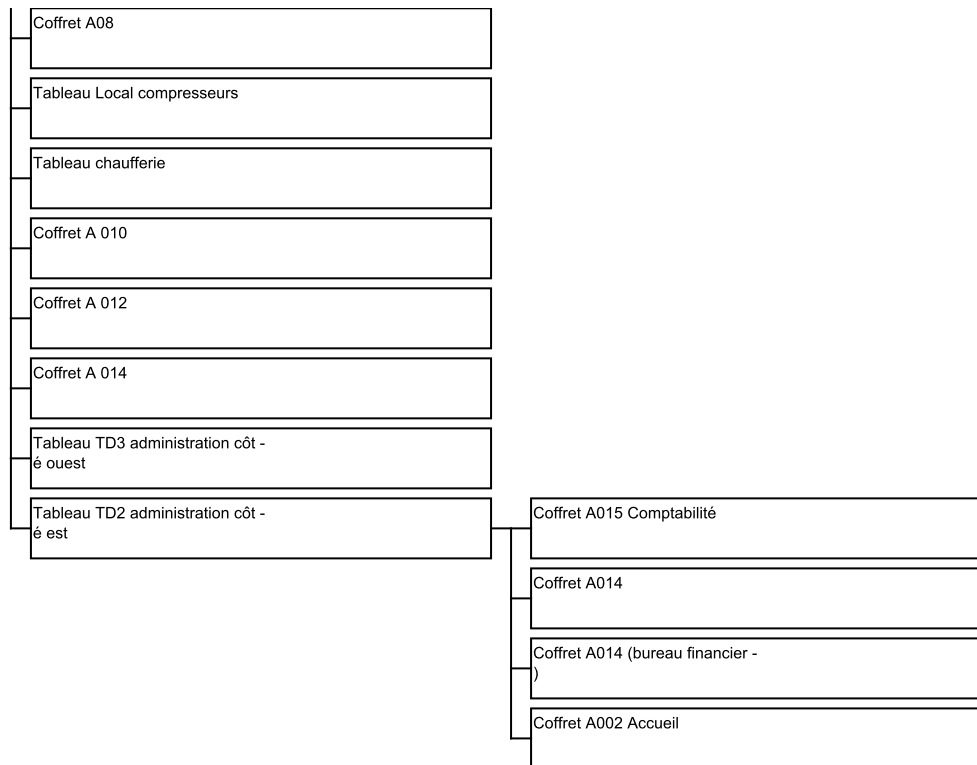 Coffret A08
Tableau Local compresseurs
Tableau chaufferie
Coffret A 010
Coffret A 012
Coffret A 014
Tableau TD3 administration côt -
é ouest
Tableau TD2 administration côt -
é est
Coffret A015 Comptabilité
Coffret A014
Coffret A014 (bureau financier -
)
Coffret A002 Accueil